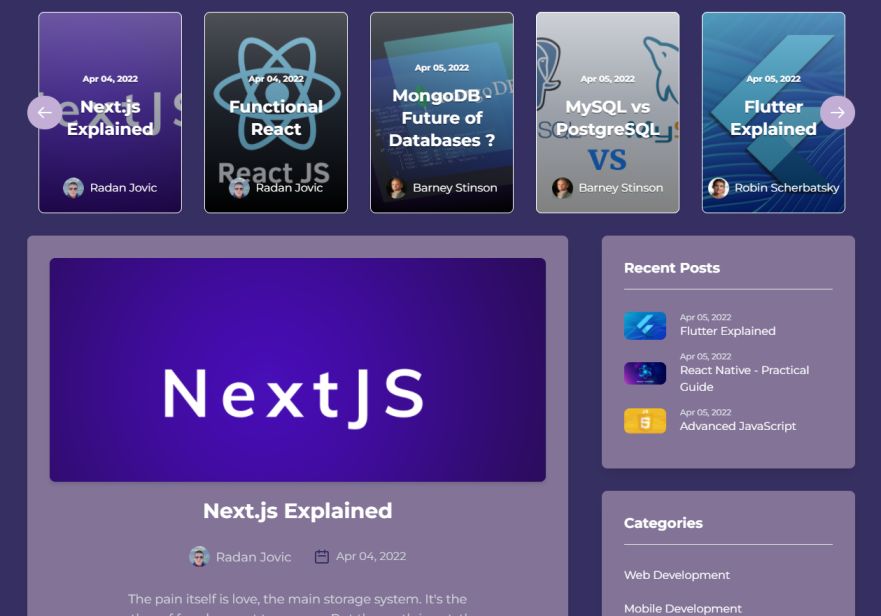 Apr 04, 2022
Next.js
Explained
Radan Jovic
Apr 04, 2022
Functional
React
React JS
Radan Jovic
Apr 05, 2022
MongoDB -
Future of
Databases ?
Barney Stinson
Apr 05, 2022
MySQL vs
PostgreSQL
VS
Barney Stinson
Apr 05, 2022
Flutter
Explained
Robin Scherbatsky
NextJS
Next.js Explained
Radan Jovic
Apr 04, 2022
The pain itself is love, the main storage system. It's the
Recent Posts
Apr 05, 2022
Flutter Explained
Apr 05, 2022
React Native - Practical
Guide
Apr 05, 2022
Advanced JavaScript
Categories
Web Development
Mobile Development